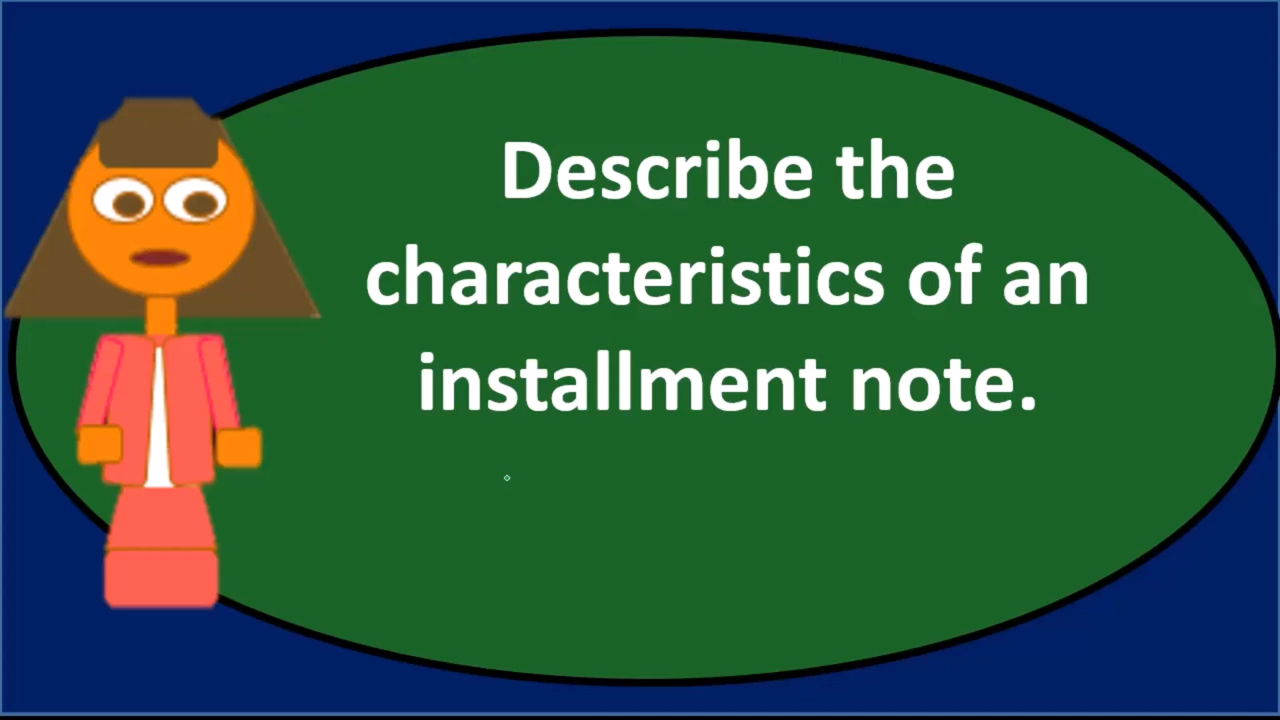 Describe the
characteristics of an
installment note.